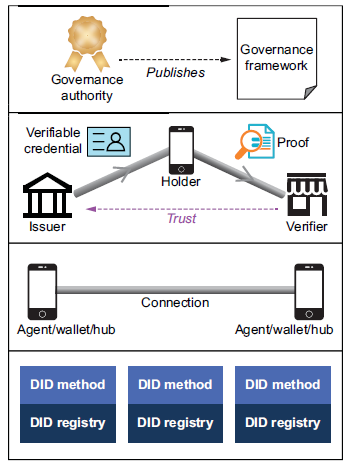 Governance
authority
Publishes
Governance
framework
Verifiable
credential
Proof
Holder
Issuer
Trust
Verifier
Connection
Agent/wallet/hub
Agent/wallet/hub
DID method
DID method
DID method
DID registry
DID registry
DID registry